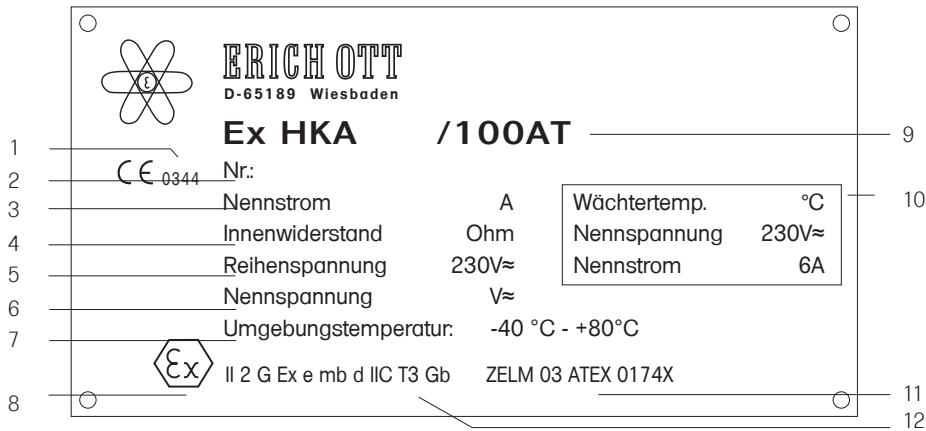 ERICH OTT
D-65189 Wiesbaden
Ex HKA /100AT
9
1
CE 0344
Nr.:
2
Nennstrom A
3
Innenwiderstand Ohm
4
Reihenspannung 230V≈
5
Nennspannung V≈
6
Umgebungstemperatur: -40 °C - +80°C
7
Wächtertemp. °C
10
Nennspannung 230V≈
Nennstrom 6A
εx II 2 G Ex e mb d IIC T3 Gb ZELM 03 ATEX 0174X
8
11
12